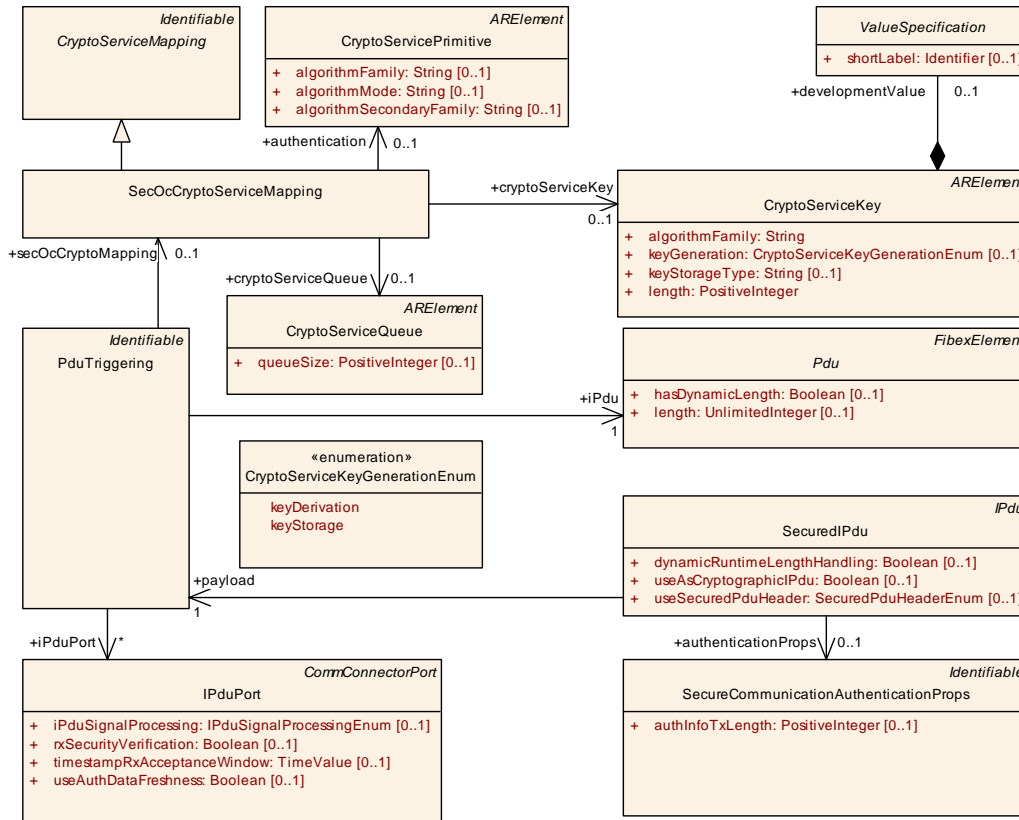 Identifiable
CryptoServiceMapping
ARElement
CryptoServicePrimitive
+ algorithmFamily: String [0..1]
+ algorithmMode: String [0..1]
+ algorithmSecondaryFamily: String [0..1]
ValueSpecification
+ shortLabel: Identifier [0..1]
+developmentValue
0..1
+authentication
0..1
SecOcCryptoServiceMapping
+cryptoServiceKey
0..1
ARElement
CryptoServiceKey
+ algorithmFamily: String
+ keyGeneration: CryptoServiceKeyGenerationEnum [0..1]
+ keyStorageType: String [0..1]
+ length: PositiveInteger
+secOcCryptoMapping
0..1
+cryptoServiceQueue
0..1
ARElement
CryptoServiceQueue
+ queueSize: PositiveInteger [0..1]
Identifiable
PduTriggering
FibexElement
Pdu
+ hasDynamicLength: Boolean [0..1]
+ length: UnlimitedInteger [0..1]
+iPdu
1
«enumeration»
CryptoServiceKeyGenerationEnum
keyDerivation
keyStorage
IPdu
SecuredIPdu
+ dynamicRuntimeLengthHandling: Boolean [0..1]
+ useAsCryptographicIPdu: Boolean [0..1]
+ useSecuredPduHeader: SecuredPduHeaderEnum [0..1]
+payload
1
+iPduPort
*
+authenticationProps
0..1
CommConnectorPort
IPduPort
+ iPduSignalProcessing: IPduSignalProcessingEnum [0..1]
+ rxSecurityVerification: Boolean [0..1]
+ timestampRxAcceptanceWindow: TimeValue [0..1]
+ useAuthDataFreshness: Boolean [0..1]
Identifiable
SecureCommunicationAuthenticationProps
+ authInfoTxLength: PositiveInteger [0..1]